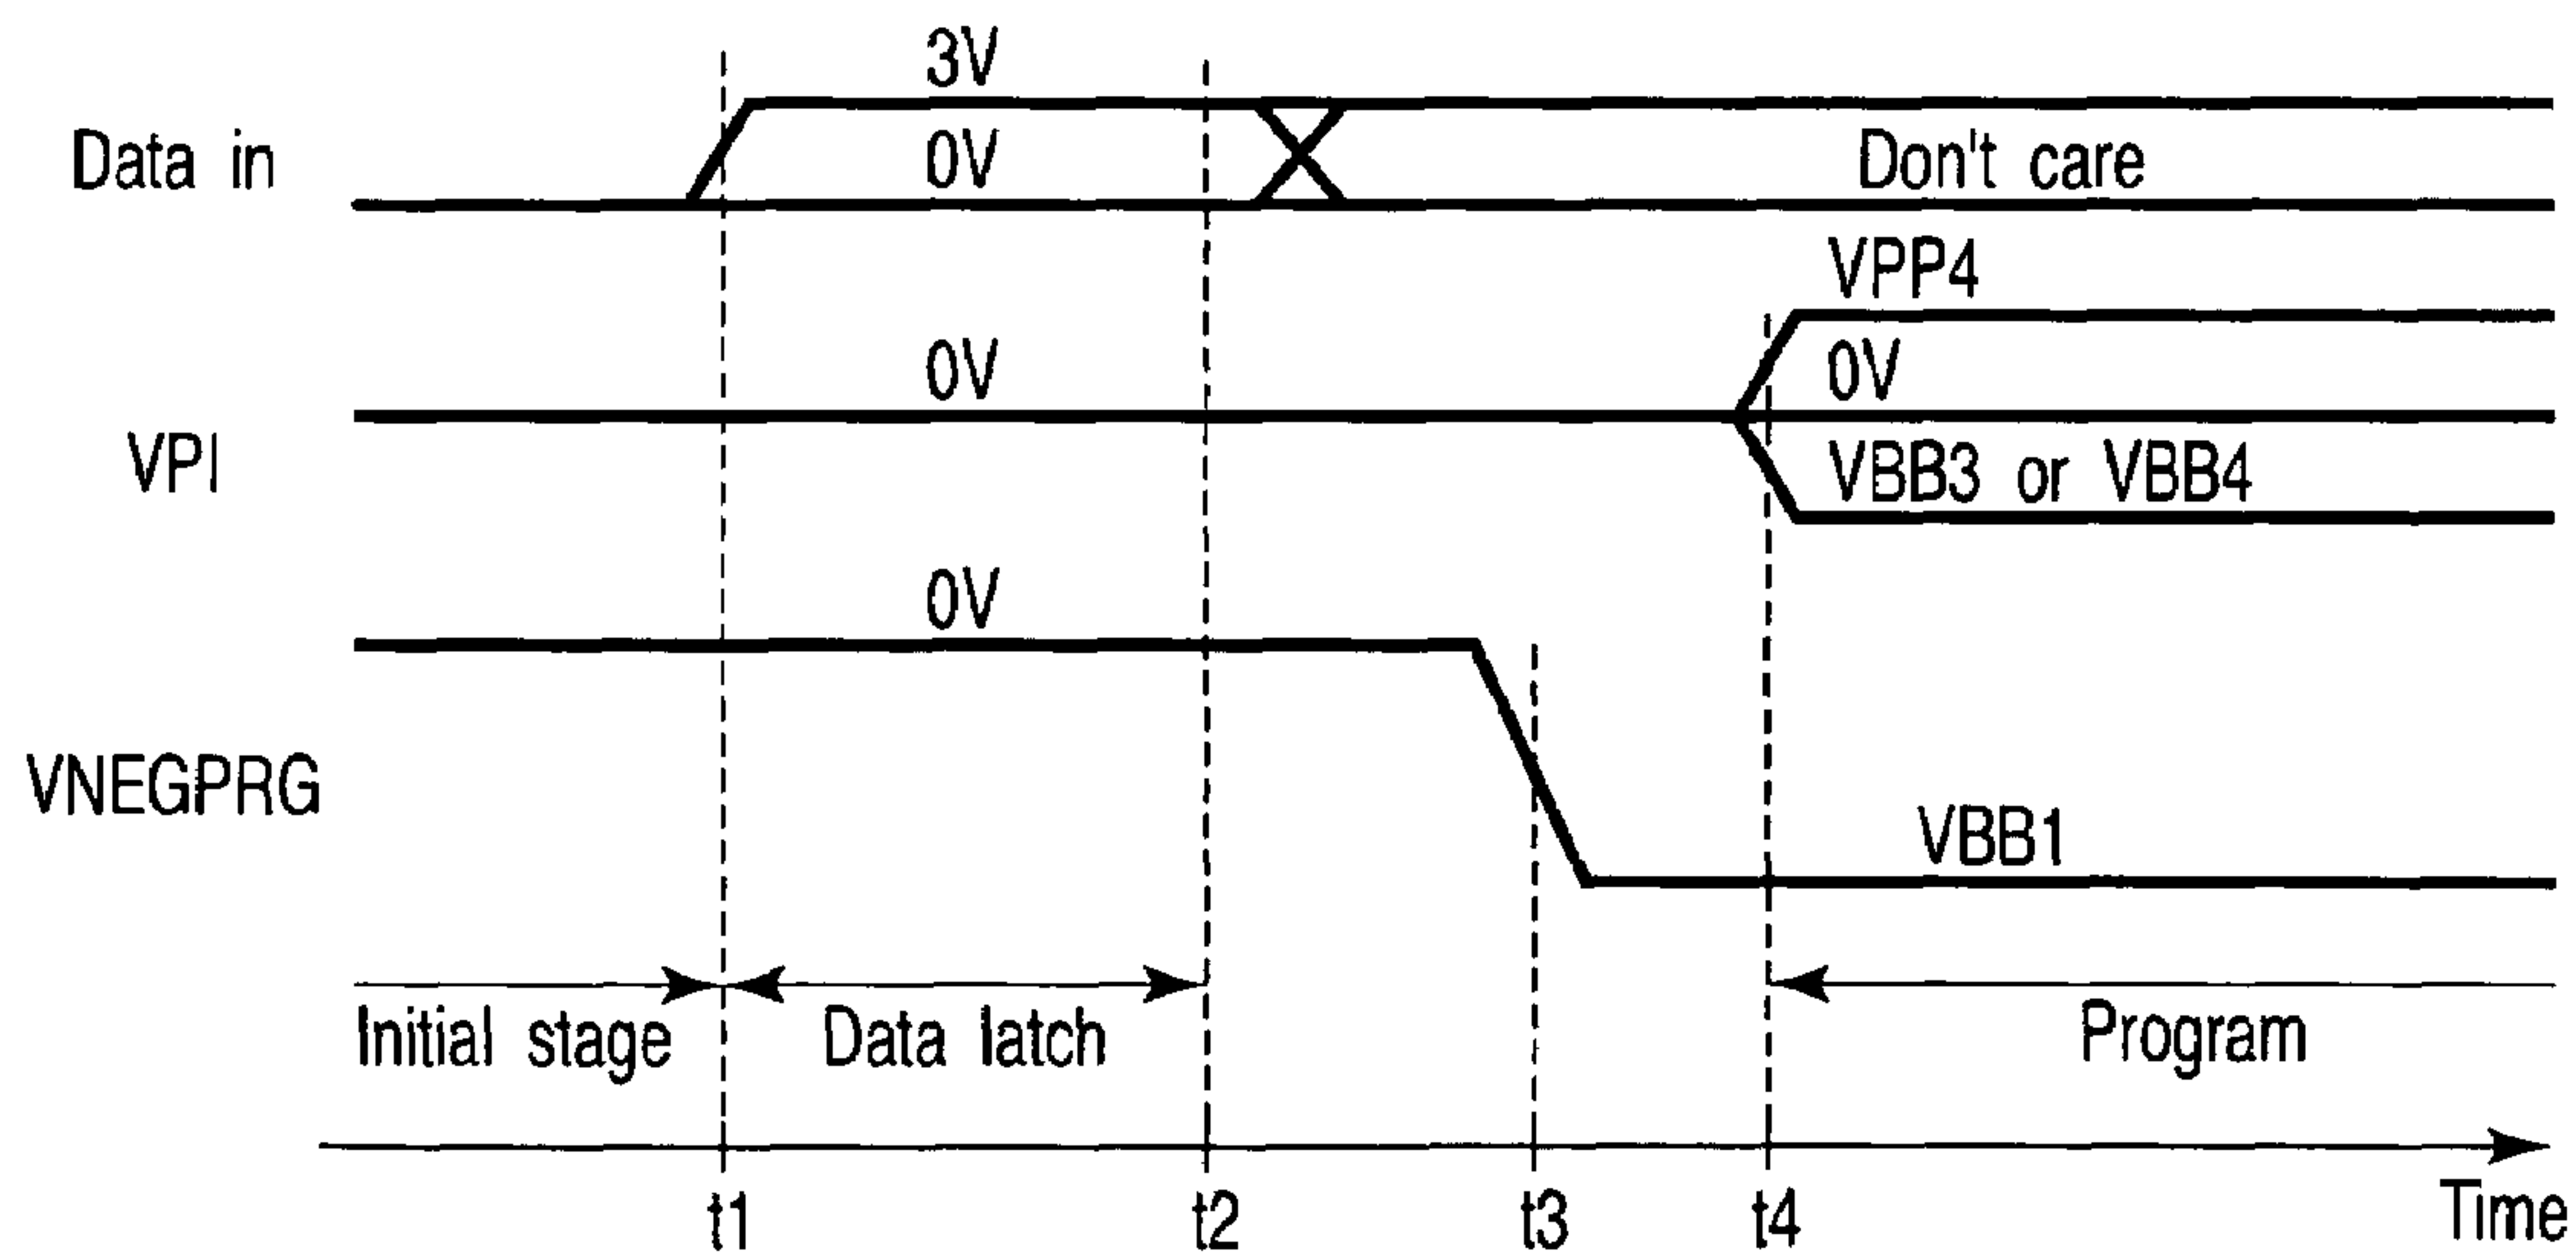 3V
Data in
0V
Don't care
VPP4
0V
0V
VPI
VBB3 or VBB4
0V
VNEGPRG
VBB1
Initial stage
Data latch
Program
t1
t2
t3
t4
Time